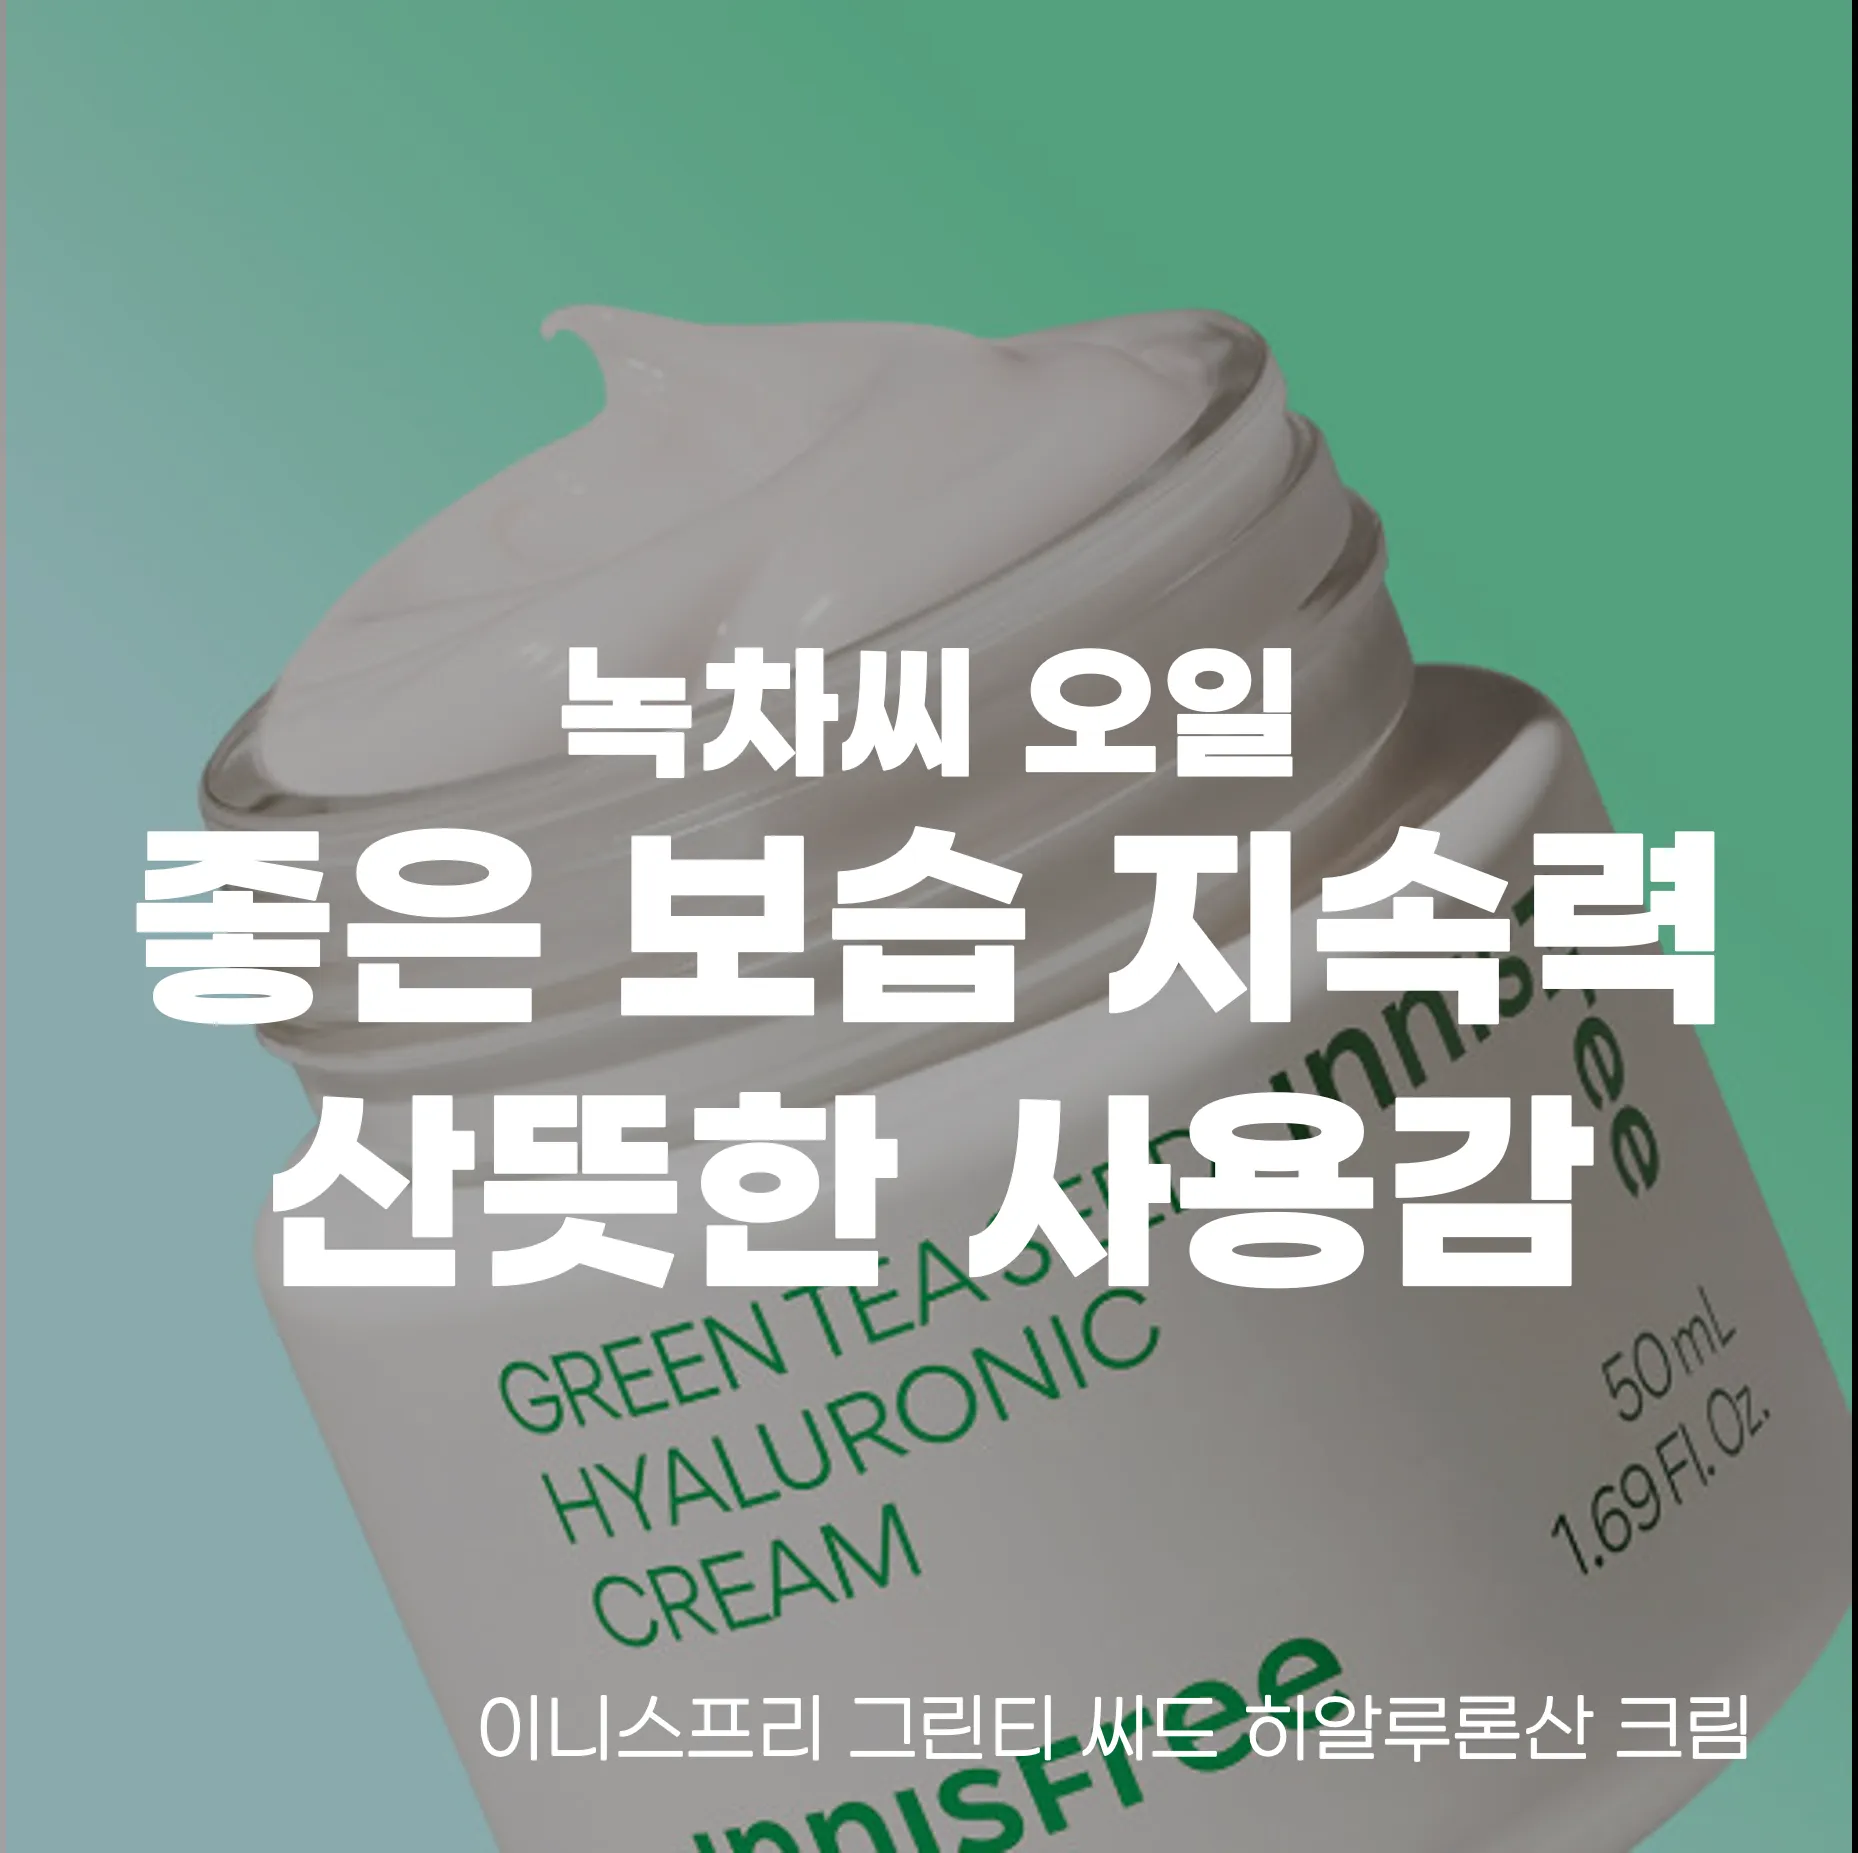 녹차씨 오일
좋은 보습 지속력
산뜻한 사용감
GREEN TEA SEED
HYALURONIC
CREAM
50 mL
1.69 Fl. Oz.
innisfree
이니스프리 그린티 씨드 히알루론산 크림